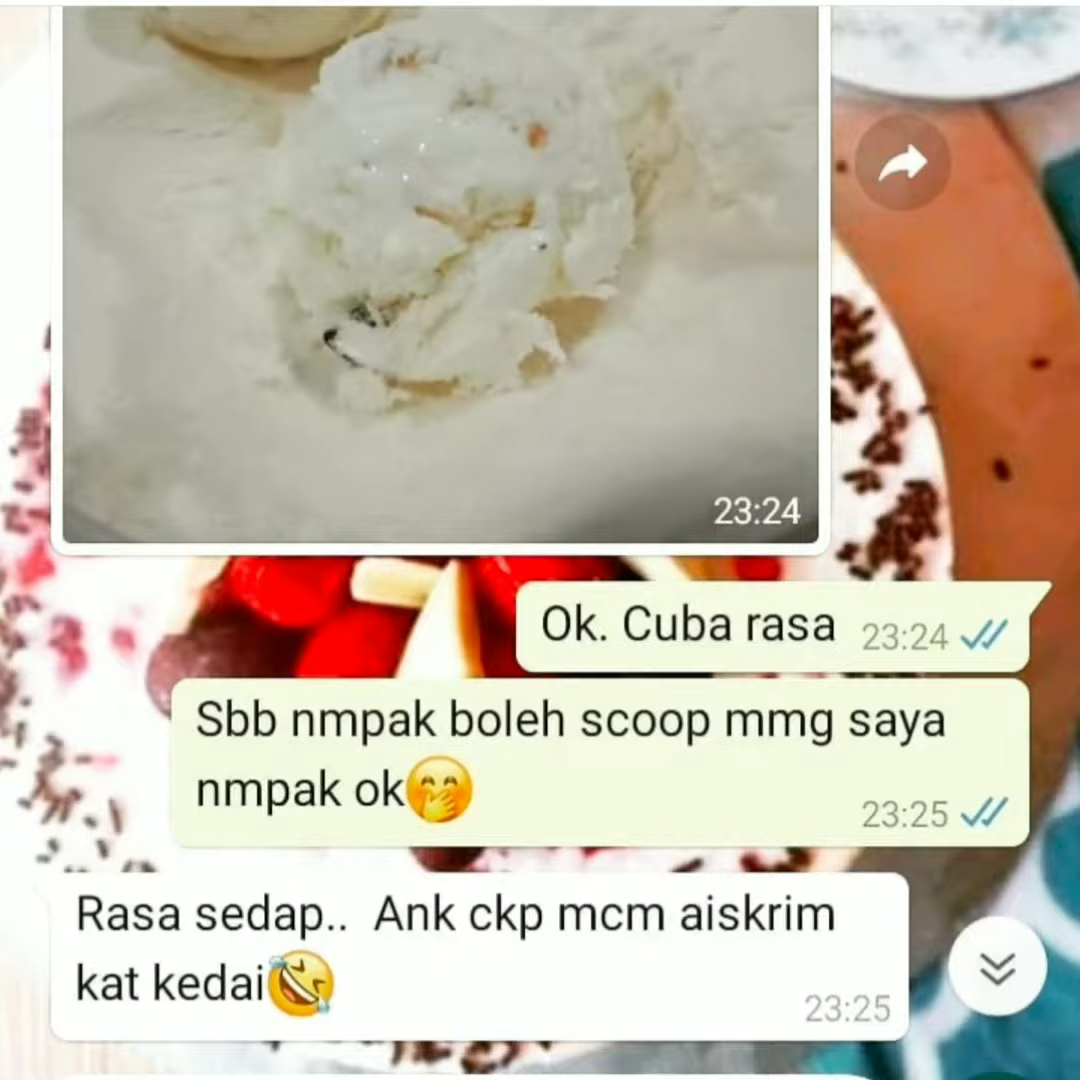 23:24
Ok. Cuba rasa 23:24
Sbb nmpak boleh scoop mmg saya
nmpak ok🤭
23:25
Rasa sedap.. Ank ckp mcm aiskrim
kat kedai🤣
23:25